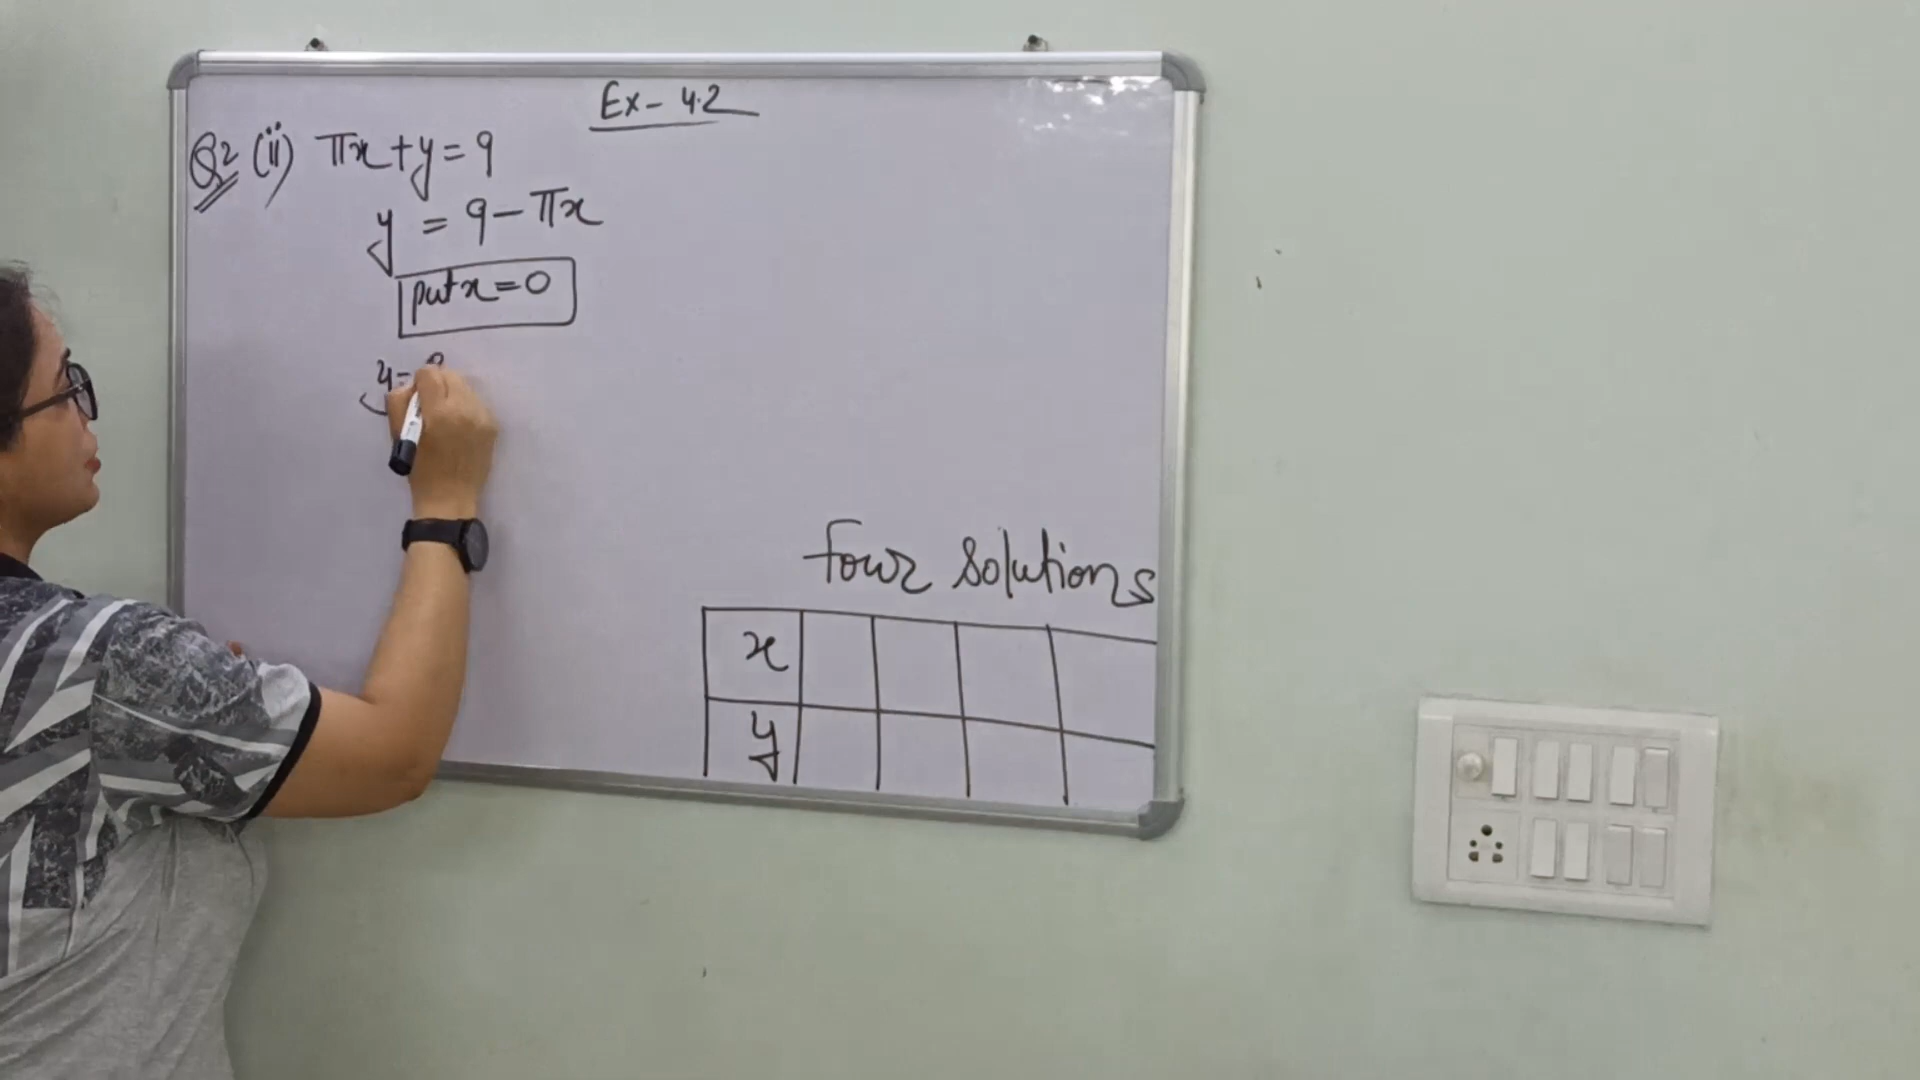 Ex - 4.2
Q2 (ii) πx + y = 9
y = 9 - πx
put x = 0
y =
Four Solutions
x
y